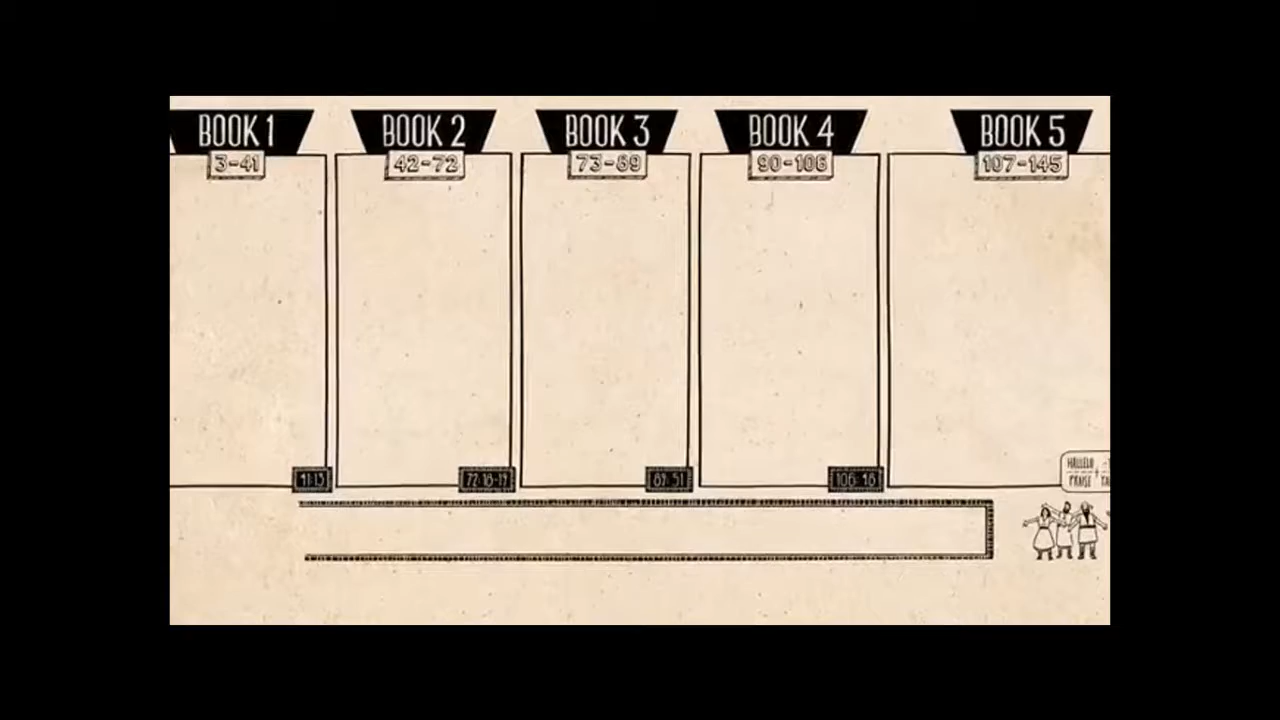 BOOK 1
3-41
BOOK 2
42-72
BOOK 3
73-89
BOOK 4
90-106
BOOK 5
107-145
41:13
72:18-19
89:51
106:48
HALLELU
PRAISE